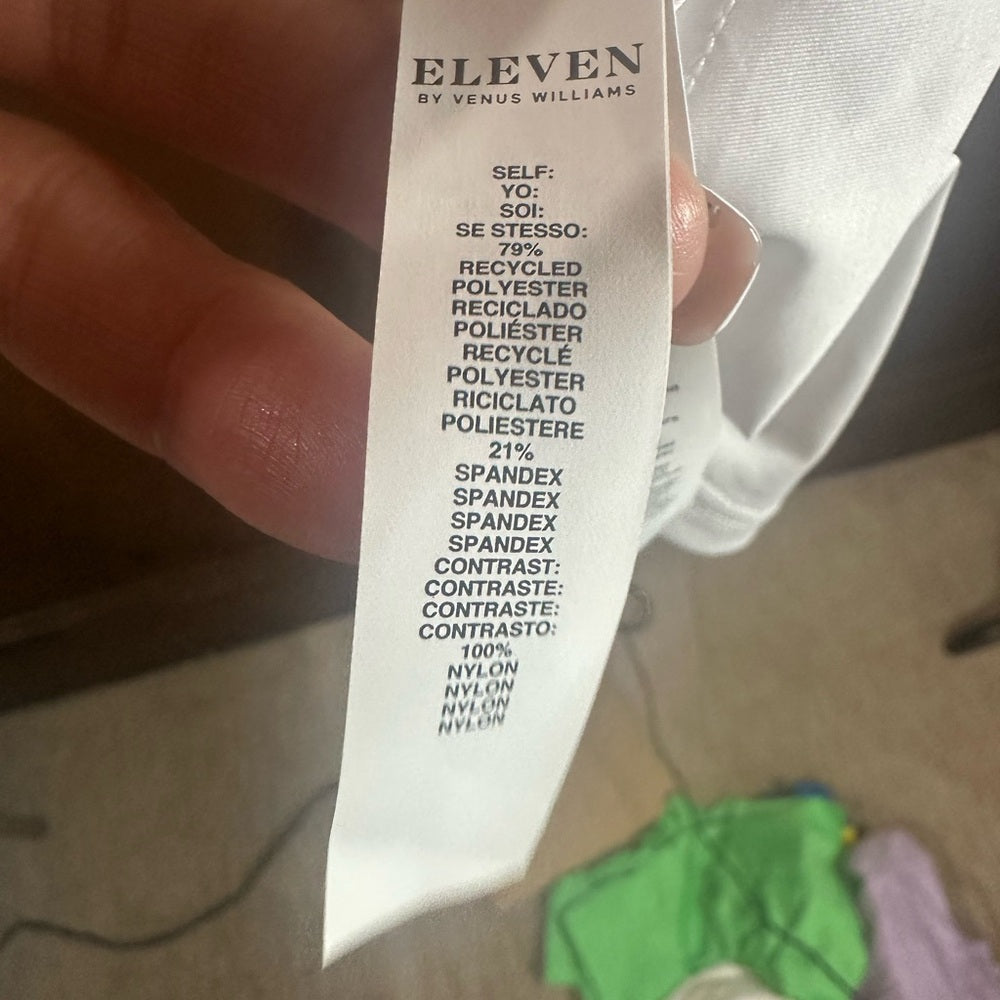 ELEVEN
BY VENUS WILLIAMS
SELF:
YO:
SOI:
SE STESSO:
79%
RECYCLED
POLYESTER
RECICLADO
POLIÉSTER
RECYCLÉ
POLYESTER
RICICLATO
POLIESTERE
21%
SPANDEX
SPANDEX
SPANDEX
SPANDEX
CONTRAST:
CONTRASTE:
CONTRASTE:
CONTRASTO:
100%
NYLON
NYLON
NYLON
NYLON